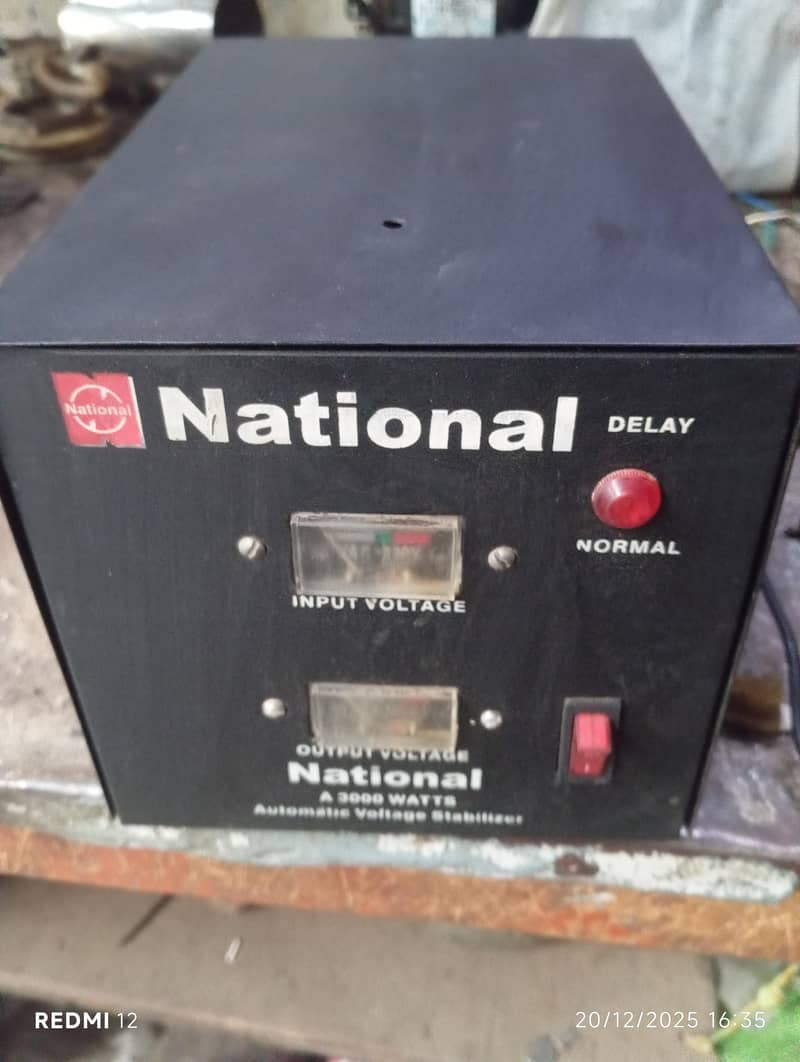 National
National
DELAY
NORMAL
INPUT VOLTAGE
OUTPUT VOLTAGE
National
A 3000 WATTS
Automatic Voltage Stabilizer
REDMI 12
20/12/2025 16:35